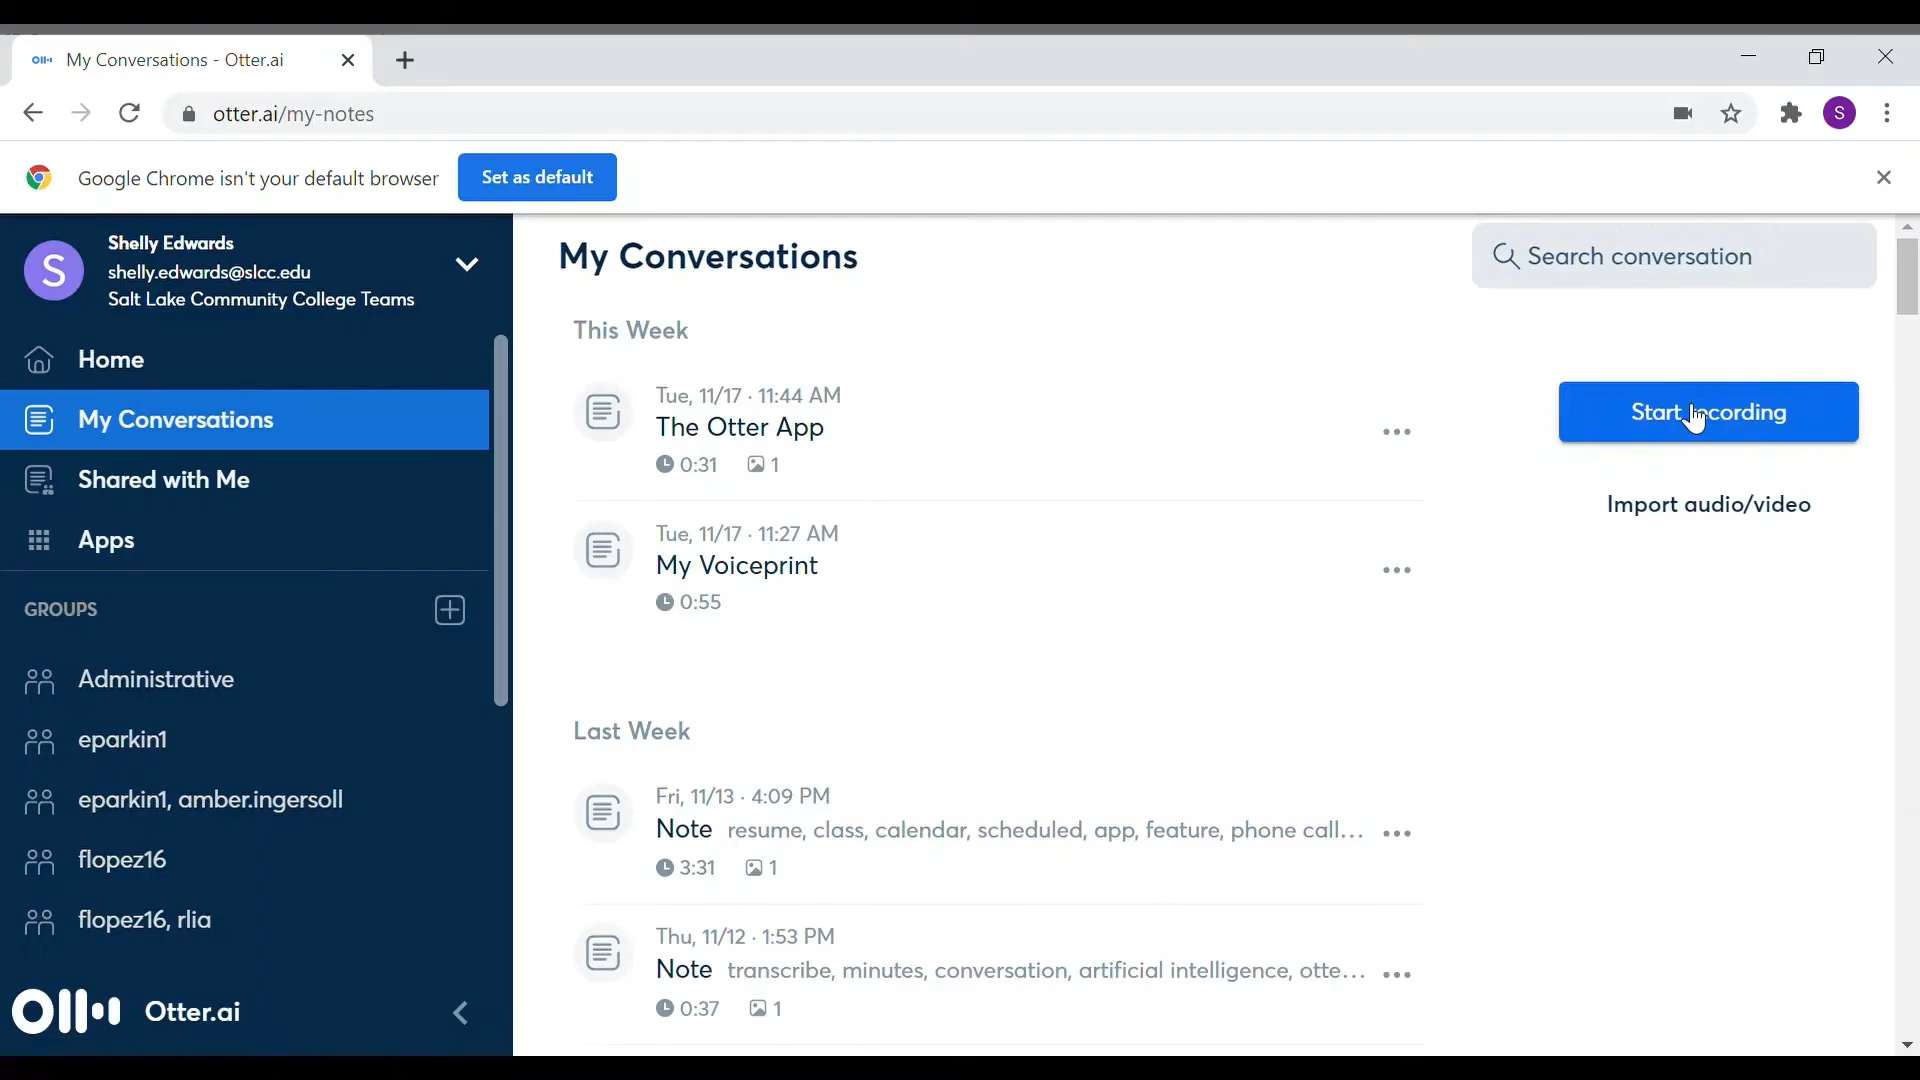 My Conversations - Otter.ai
otter.ai/my-notes
S
Google Chrome isn't your default browser
Set as default
S
Shelly Edwards
shelly.edwards@slcc.edu
Salt Lake Community College Teams
Home
My Conversations
Shared with Me
Apps
GROUPS
Administrative
eparkin1
eparkin1, amber.ingersoll
flopez16
flopez16, rlia
Otter.ai
My Conversations
Search conversation
This Week
Tue, 11/17 · 11:44 AM
The Otter App
0:31 1
Start recording
Import audio/video
Tue, 11/17 · 11:27 AM
My Voiceprint
0:55
Last Week
Fri, 11/13 · 4:09 PM
Note resume, class, calendar, scheduled, app, feature, phone call...
3:31 1
Thu, 11/12 · 1:53 PM
Note transcribe, minutes, conversation, artificial intelligence, otte...
0:37 1